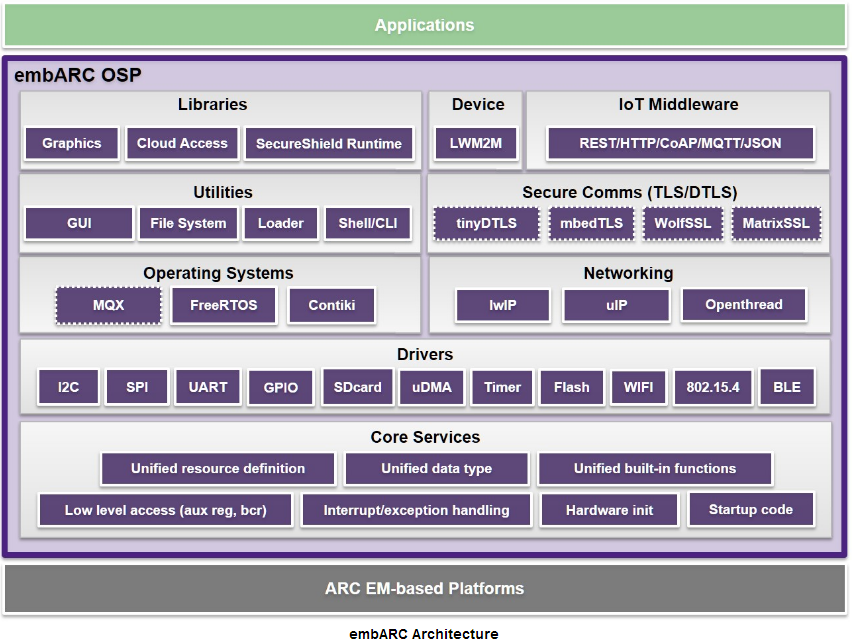 Applications
embARC OSP
Libraries
Graphics
Cloud Access
SecureShield Runtime
Device
LWM2M
IoT Middleware
REST/HTTP/CoAP/MQTT/JSON
Utilities
GUI
File System
Loader
Shell/CLI
Secure Comms (TLS/DTLS)
tinyDTLS
mbedTLS
WolfSSL
MatrixSSL
Operating Systems
MQX
FreeRTOS
Contiki
Networking
lwIP
uIP
Openthread
Drivers
I2C
SPI
UART
GPIO
SDcard
uDMA
Timer
Flash
WIFI
802.15.4
BLE
Core Services
Unified resource definition
Unified data type
Unified built-in functions
Low level access (aux reg, bcr)
Interrupt/exception handling
Hardware init
Startup code
ARC EM-based Platforms
embARC Architecture